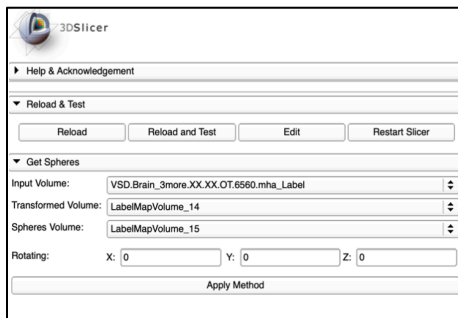 3DSlicer
Help & Acknowledgement
Reload & Test
Reload Reload and Test Edit Restart Slicer
Get Spheres
Input Volume: VSD.Brain_3more.XX.XX.OT.6560.mha_Label
Transformed Volume: LabelMapVolume_14
Spheres Volume: LabelMapVolume_15
Rotating: X: 0 Y: 0 Z: 0
Apply Method